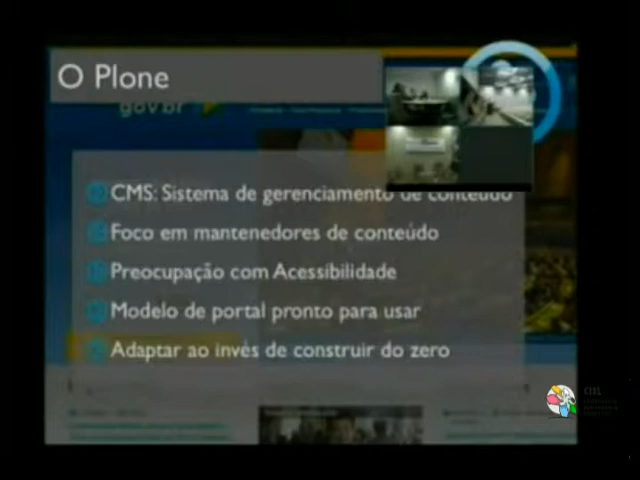 O Plone
gov.br
CMS: Sistema de gerenciamento de conteúdo
Foco em mantenedores de conteúdo
Preocupação com Acessibilidade
Modelo de portal pronto para usar
Adaptar ao invés de construir do zero